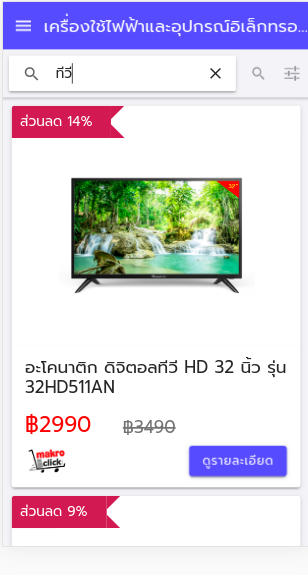 เครื่องใช้ไฟฟ้าและอุปกรณ์อิเล็กทรอ...
ทีวี
ส่วนลด 14%
32"
อะโคนาติก ดิจิตอลทีวี HD 32 นิ้ว รุ่น
32HD511AN
฿2990 ฿3490
makro
click
ดูรายละเอียด
ส่วนลด 9%